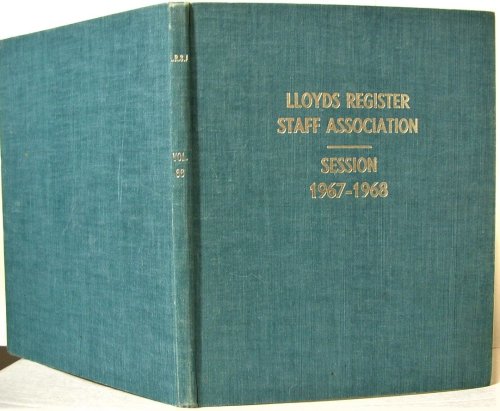 LLOYDS REGISTER
STAFF ASSOCIATION
SESSION
1967-1968
VOL.